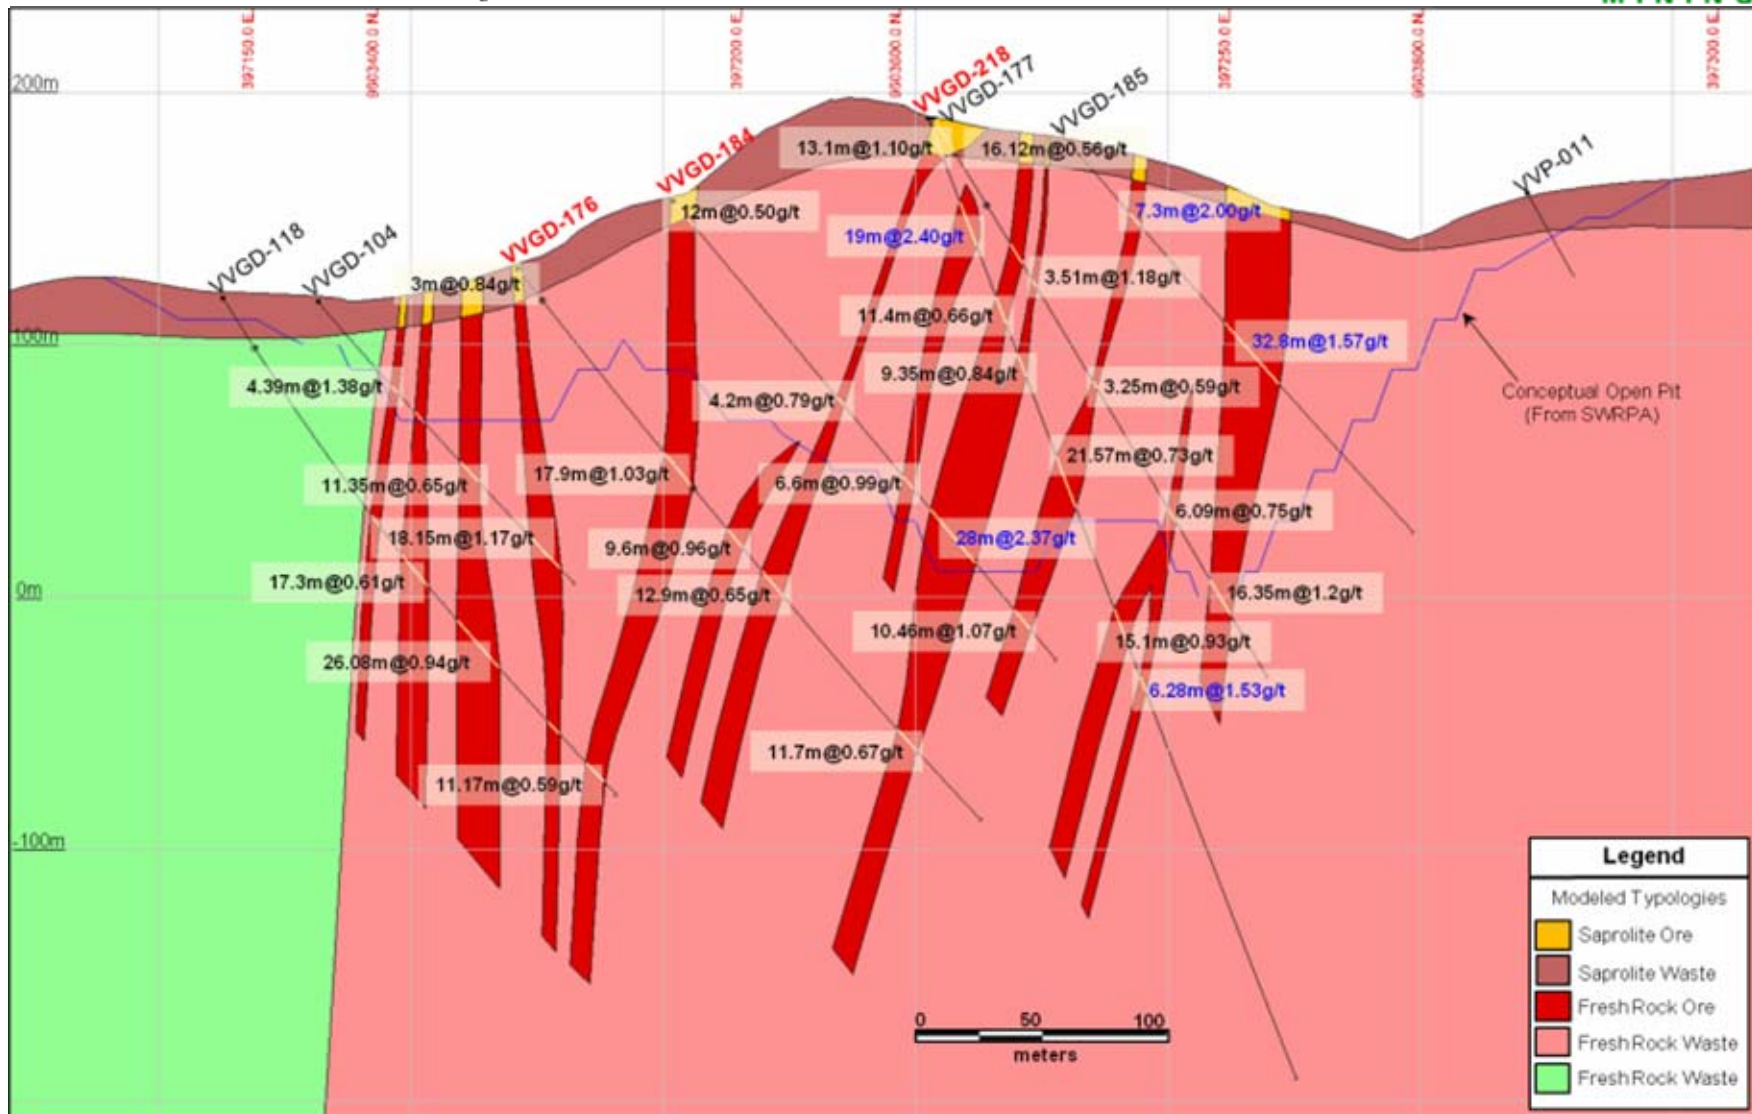 397150.0 E
9603400.0 N
397200.0 E
397250.0 E
397300.0 E
200m
VVGD-218
VVGD-177
VVGD-185
VVGD-184
VVP-011
VVGD-176
VVGD-118
VVGD-104
13.1m@1.10g/t
16.12m@0.56g/t
12m@0.50g/t
7.3m@2.00g/t
19m@2.40g/t
3m@0.84g/t
3.51m@1.18g/t
11.4m@0.66g/t
100m
32.8m@1.57g/t
4.39m@1.38g/t
9.35m@0.84g/t
3.25m@0.59g/t
Conceptual Open Pit
(From SWRPA)
4.2m@0.79g/t
21.57m@0.73g/t
17.9m@1.03g/t
11.35m@0.65g/t
6.6m@0.99g/t
6.09m@0.75g/t
18.15m@1.17g/t
9.6m@0.96g/t
28m@2.37g/t
17.3m@0.61g/t
0m
12.9m@0.65g/t
16.35m@1.2g/t
10.46m@1.07g/t
15.1m@0.93g/t
26.08m@0.94g/t
6.28m@1.53g/t
11.7m@0.67g/t
11.17m@0.59g/t
-100m
0 50 100
meters
Legend
Modeled Typologies
Saprolite Ore
Saprolite Waste
Fresh Rock Ore
Fresh Rock Waste
Fresh Rock Waste